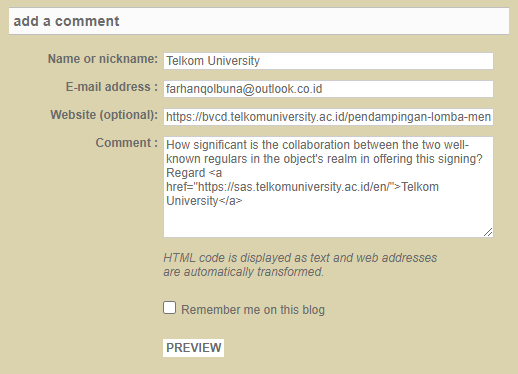 add a comment
Name or nickname: Telkom University
E-mail address : farhanqolbuna@outlook.co.id
Website (optional): https://bvcd.telkomuniversity.ac.id/pendampingan-lomba-men
Comment : How significant is the collaboration between the two well-
known regulars in the object's realm in offering this signing?
Regard <a
href="https://sas.telkomuniversity.ac.id/en/">Telkom
University</a>
HTML code is displayed as text and web addresses
are automatically transformed.
Remember me on this blog
PREVIEW